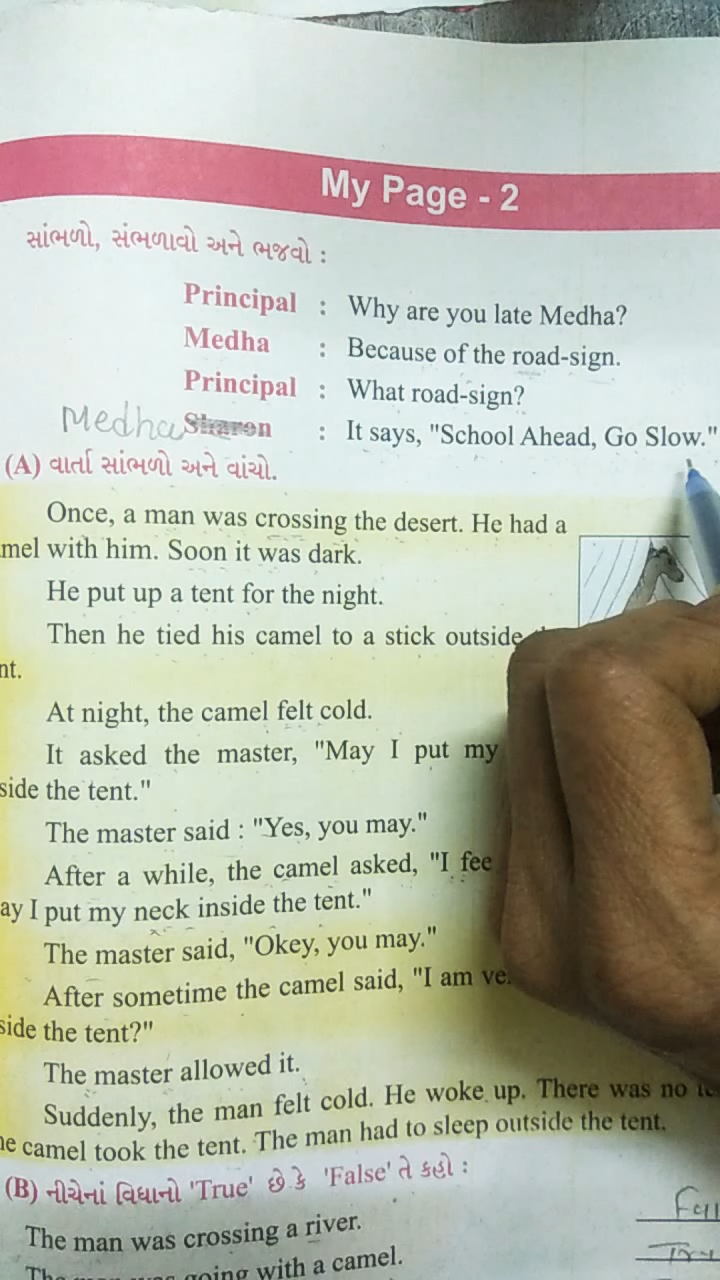 My Page - 2
સાંભળો, સંભળાવો અને ભજવો :
Principal : Why are you late Medha?
Medha : Because of the road-sign.
Principal : What road-sign?
Medha Sharon : It says, "School Ahead, Go Slow."
(A) વાર્તા સાંભળો અને વાંચો.
Once, a man was crossing the desert. He had a
mel with him. Soon it was dark.
He put up a tent for the night.
Then he tied his camel to a stick outside
nt.
At night, the camel felt cold.
It asked the master, "May I put my
side the tent."
The master said : "Yes, you may."
After a while, the camel asked, "I fee
ay I put my neck inside the tent."
The master said, "Okey, you may."
After sometime the camel said, "I am ve
side the tent?"
The master allowed it.
Suddenly, the man felt cold. He woke up. There was no te
he camel took the tent. The man had to sleep outside the tent.
(B) નીચેનાં વિધાનો 'True' છે કે 'False' તે કહો :
The man was crossing a river. Fal
The man was going with a camel. Tru